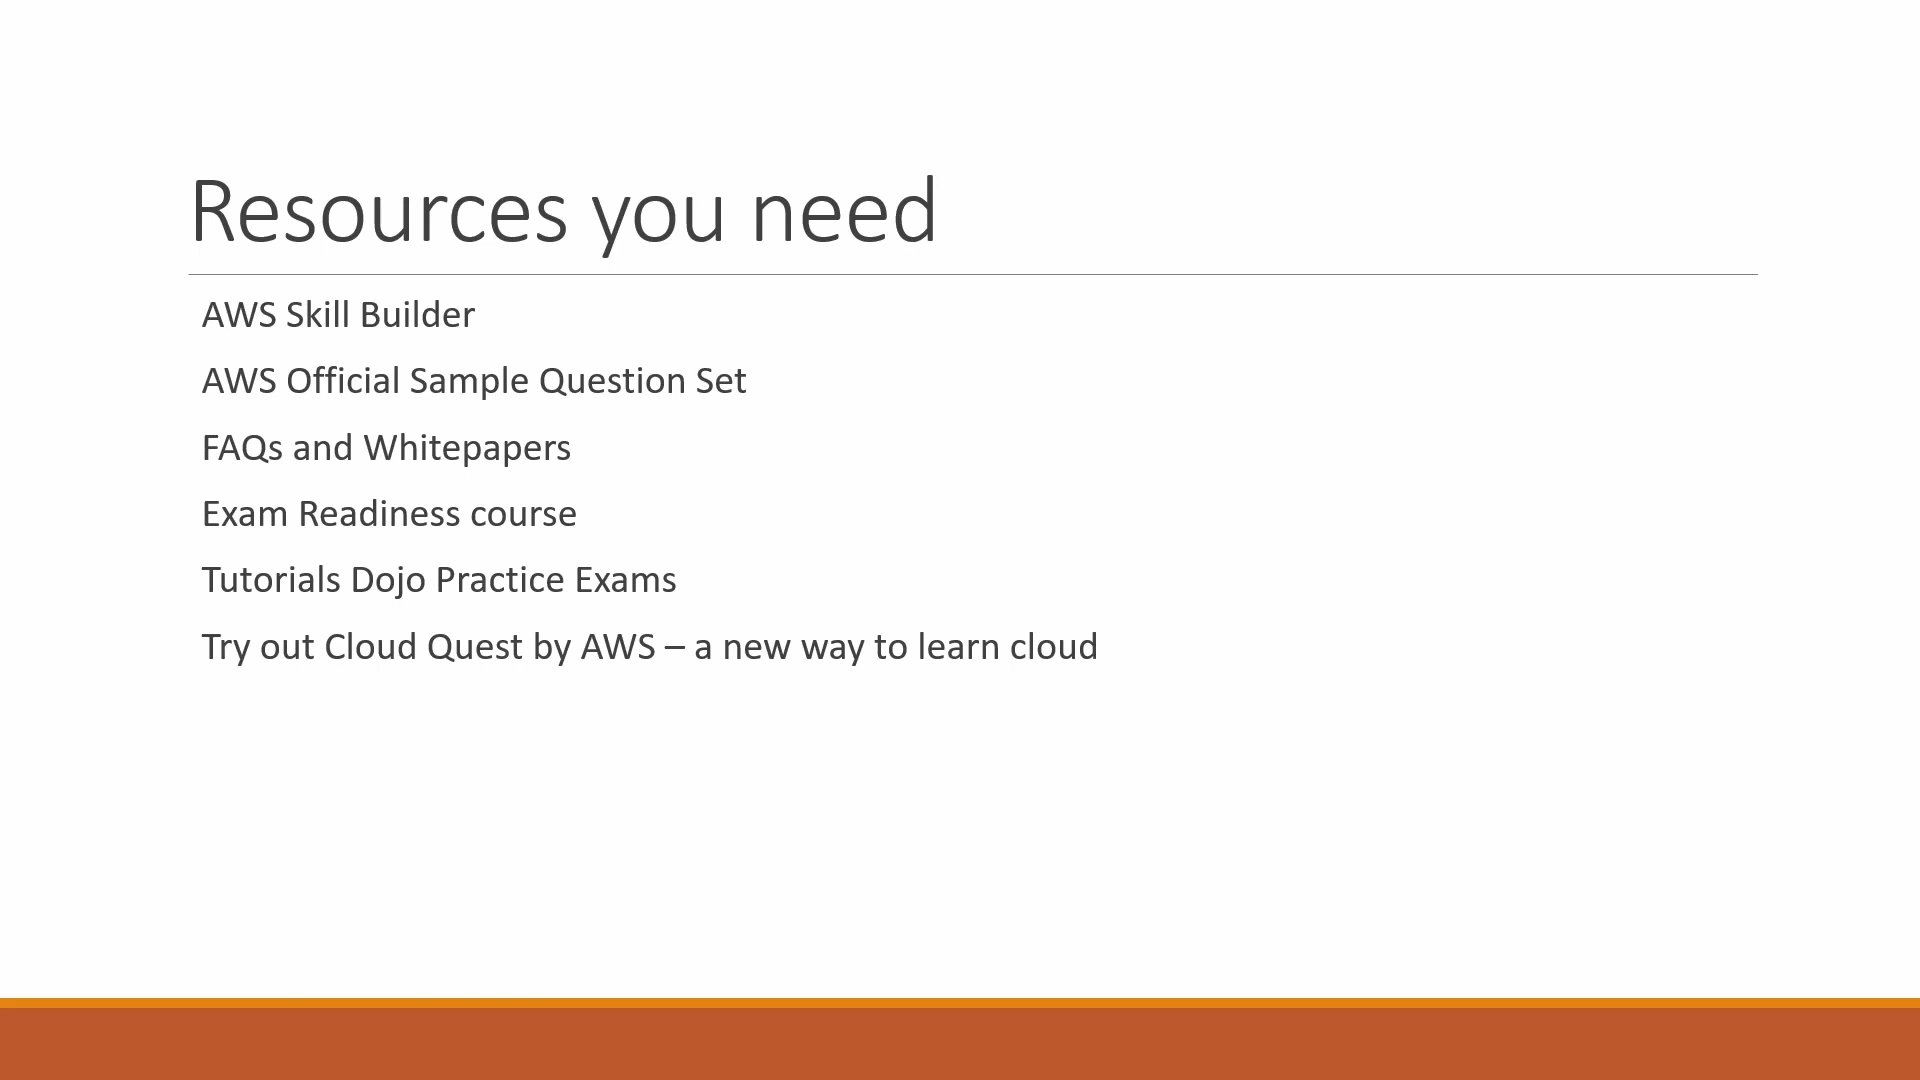 Resources you need
AWS Skill Builder
AWS Official Sample Question Set
FAQs and Whitepapers
Exam Readiness course
Tutorials Dojo Practice Exams
Try out Cloud Quest by AWS – a new way to learn cloud